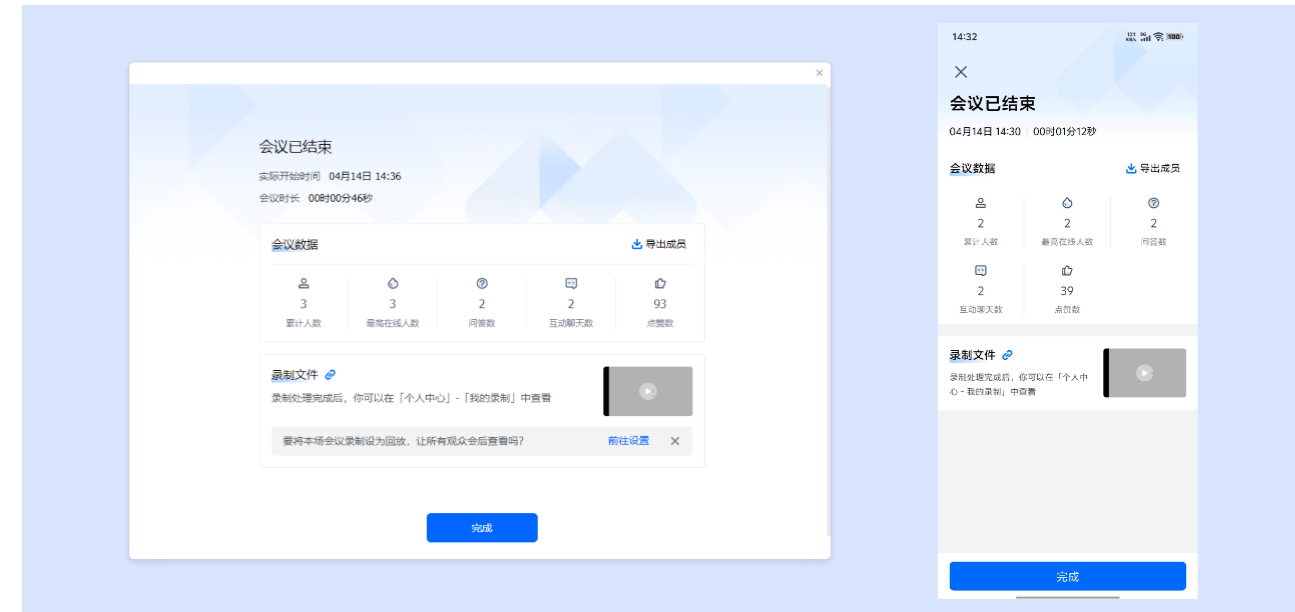 会议已结束
实际开始时间 04月14日 14:36
会议时长 00时00分46秒
会议数据 导出成员
3 3 2 2 93
累计人数 最高在线人数 问答数 互动聊天数 点赞数
录制文件
录制处理完成后，你可以在「个人中心」-「我的录制」中查看
要将本场会议录制设为回放，让所有观众会后查看吗？ 前往设置
完成
14:32 121 KB/s 5G 100
会议已结束
04月14日 14:30 00时01分12秒
会议数据 导出成员
2 2 2
累计人数 最高在线人数 问答数
2 39
互动聊天数 点赞数
录制文件
录制处理完成后，你可以在「个人中
心 - 我的录制」中查看
完成